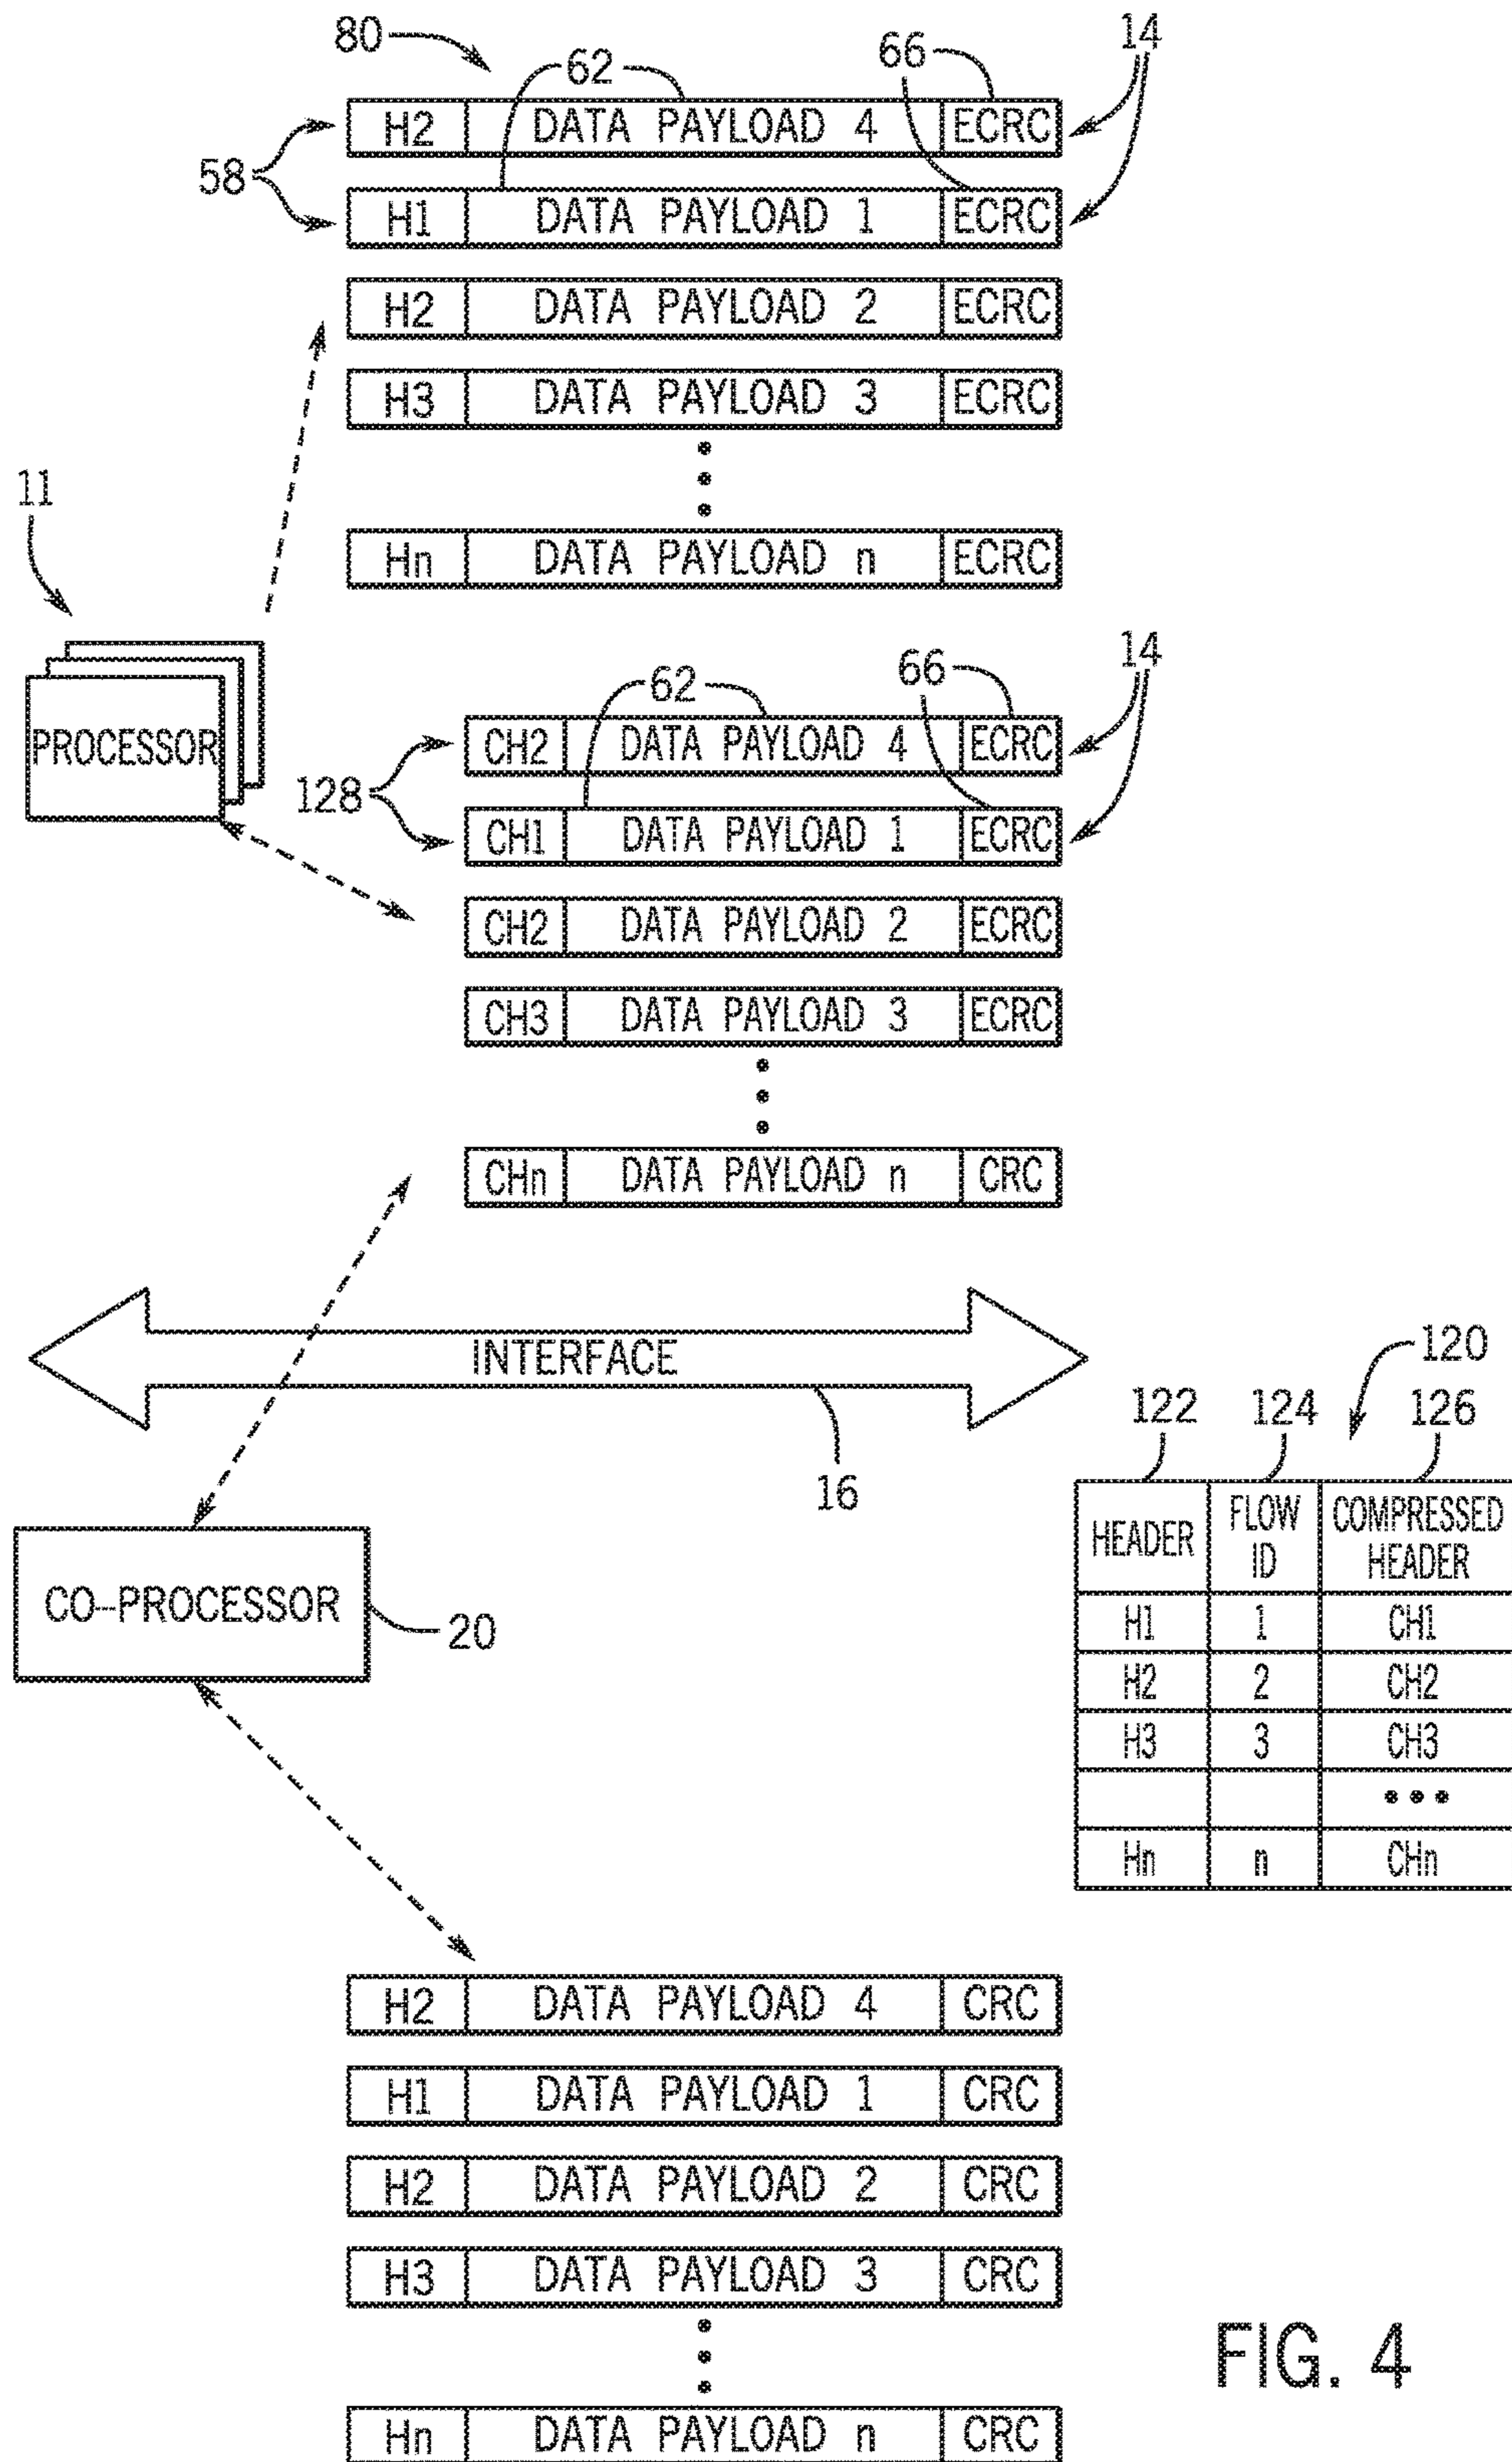 80
62
66
14
H2 DATA PAYLOAD 4 ECRC
58
H1 DATA PAYLOAD 1 ECRC
H2 DATA PAYLOAD 2 ECRC
H3 DATA PAYLOAD 3 ECRC
11
Hn DATA PAYLOAD n ECRC
14
66
62
PROCESSOR
CH2 DATA PAYLOAD 4 ECRC
128
CH1 DATA PAYLOAD 1 ECRC
CH2 DATA PAYLOAD 2 ECRC
CH3 DATA PAYLOAD 3 ECRC
CHn DATA PAYLOAD n CRC
INTERFACE
16
120
122 124 126
HEADER FLOW ID COMPRESSED HEADER
H1 1 CH1
H2 2 CH2
H3 3 CH3
Hn n CHn
CO-PROCESSOR
20
H2 DATA PAYLOAD 4 CRC
H1 DATA PAYLOAD 1 CRC
H2 DATA PAYLOAD 2 CRC
H3 DATA PAYLOAD 3 CRC
Hn DATA PAYLOAD n CRC
FIG. 4